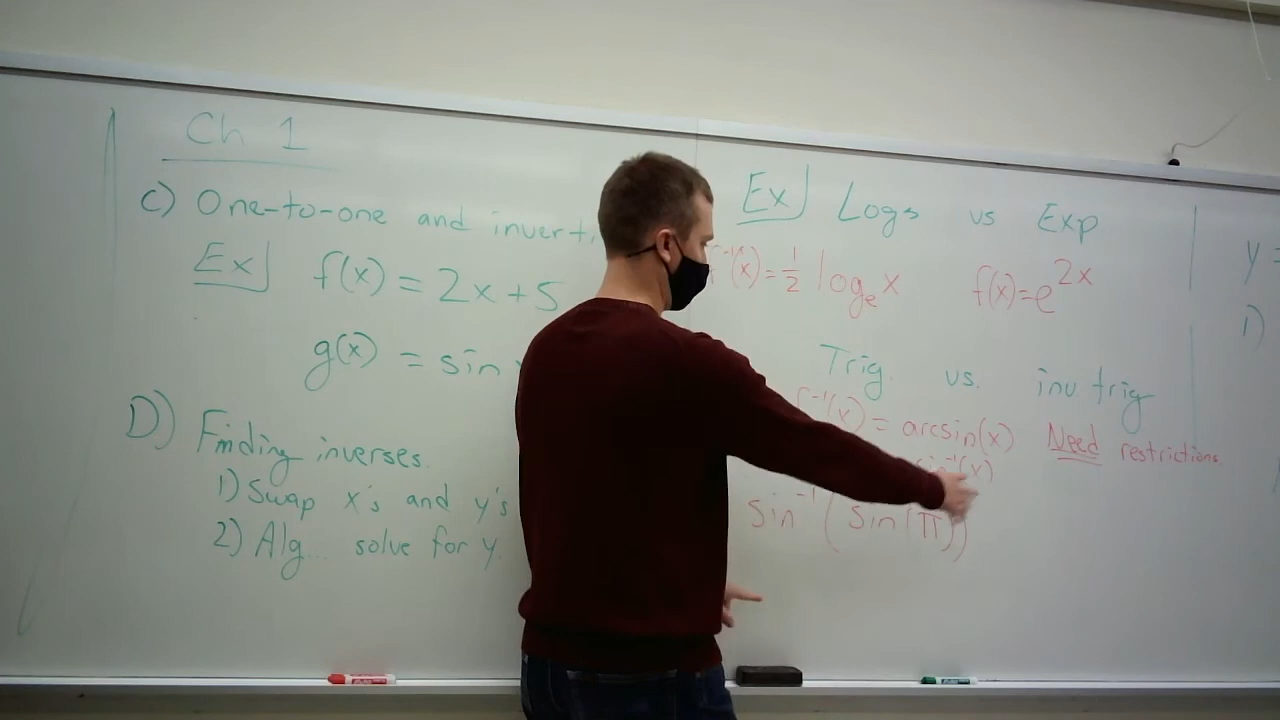 Ch 1
C) One-to-one and inverti
Ex f(x) = 2x + 5
g(x) = sin
D) Finding inverses.
1) Swap x's and y's
2) Alg... solve for y.
Ex Logs vs Exp
⁻¹(x) = 1/2 logₑ x f(x) = e^2x
Trig vs. inv. trig
f⁻¹(x) = arcsin(x) Need restrictions.
sin⁻¹(x)
sin⁻¹(sin(π))
y =
1)